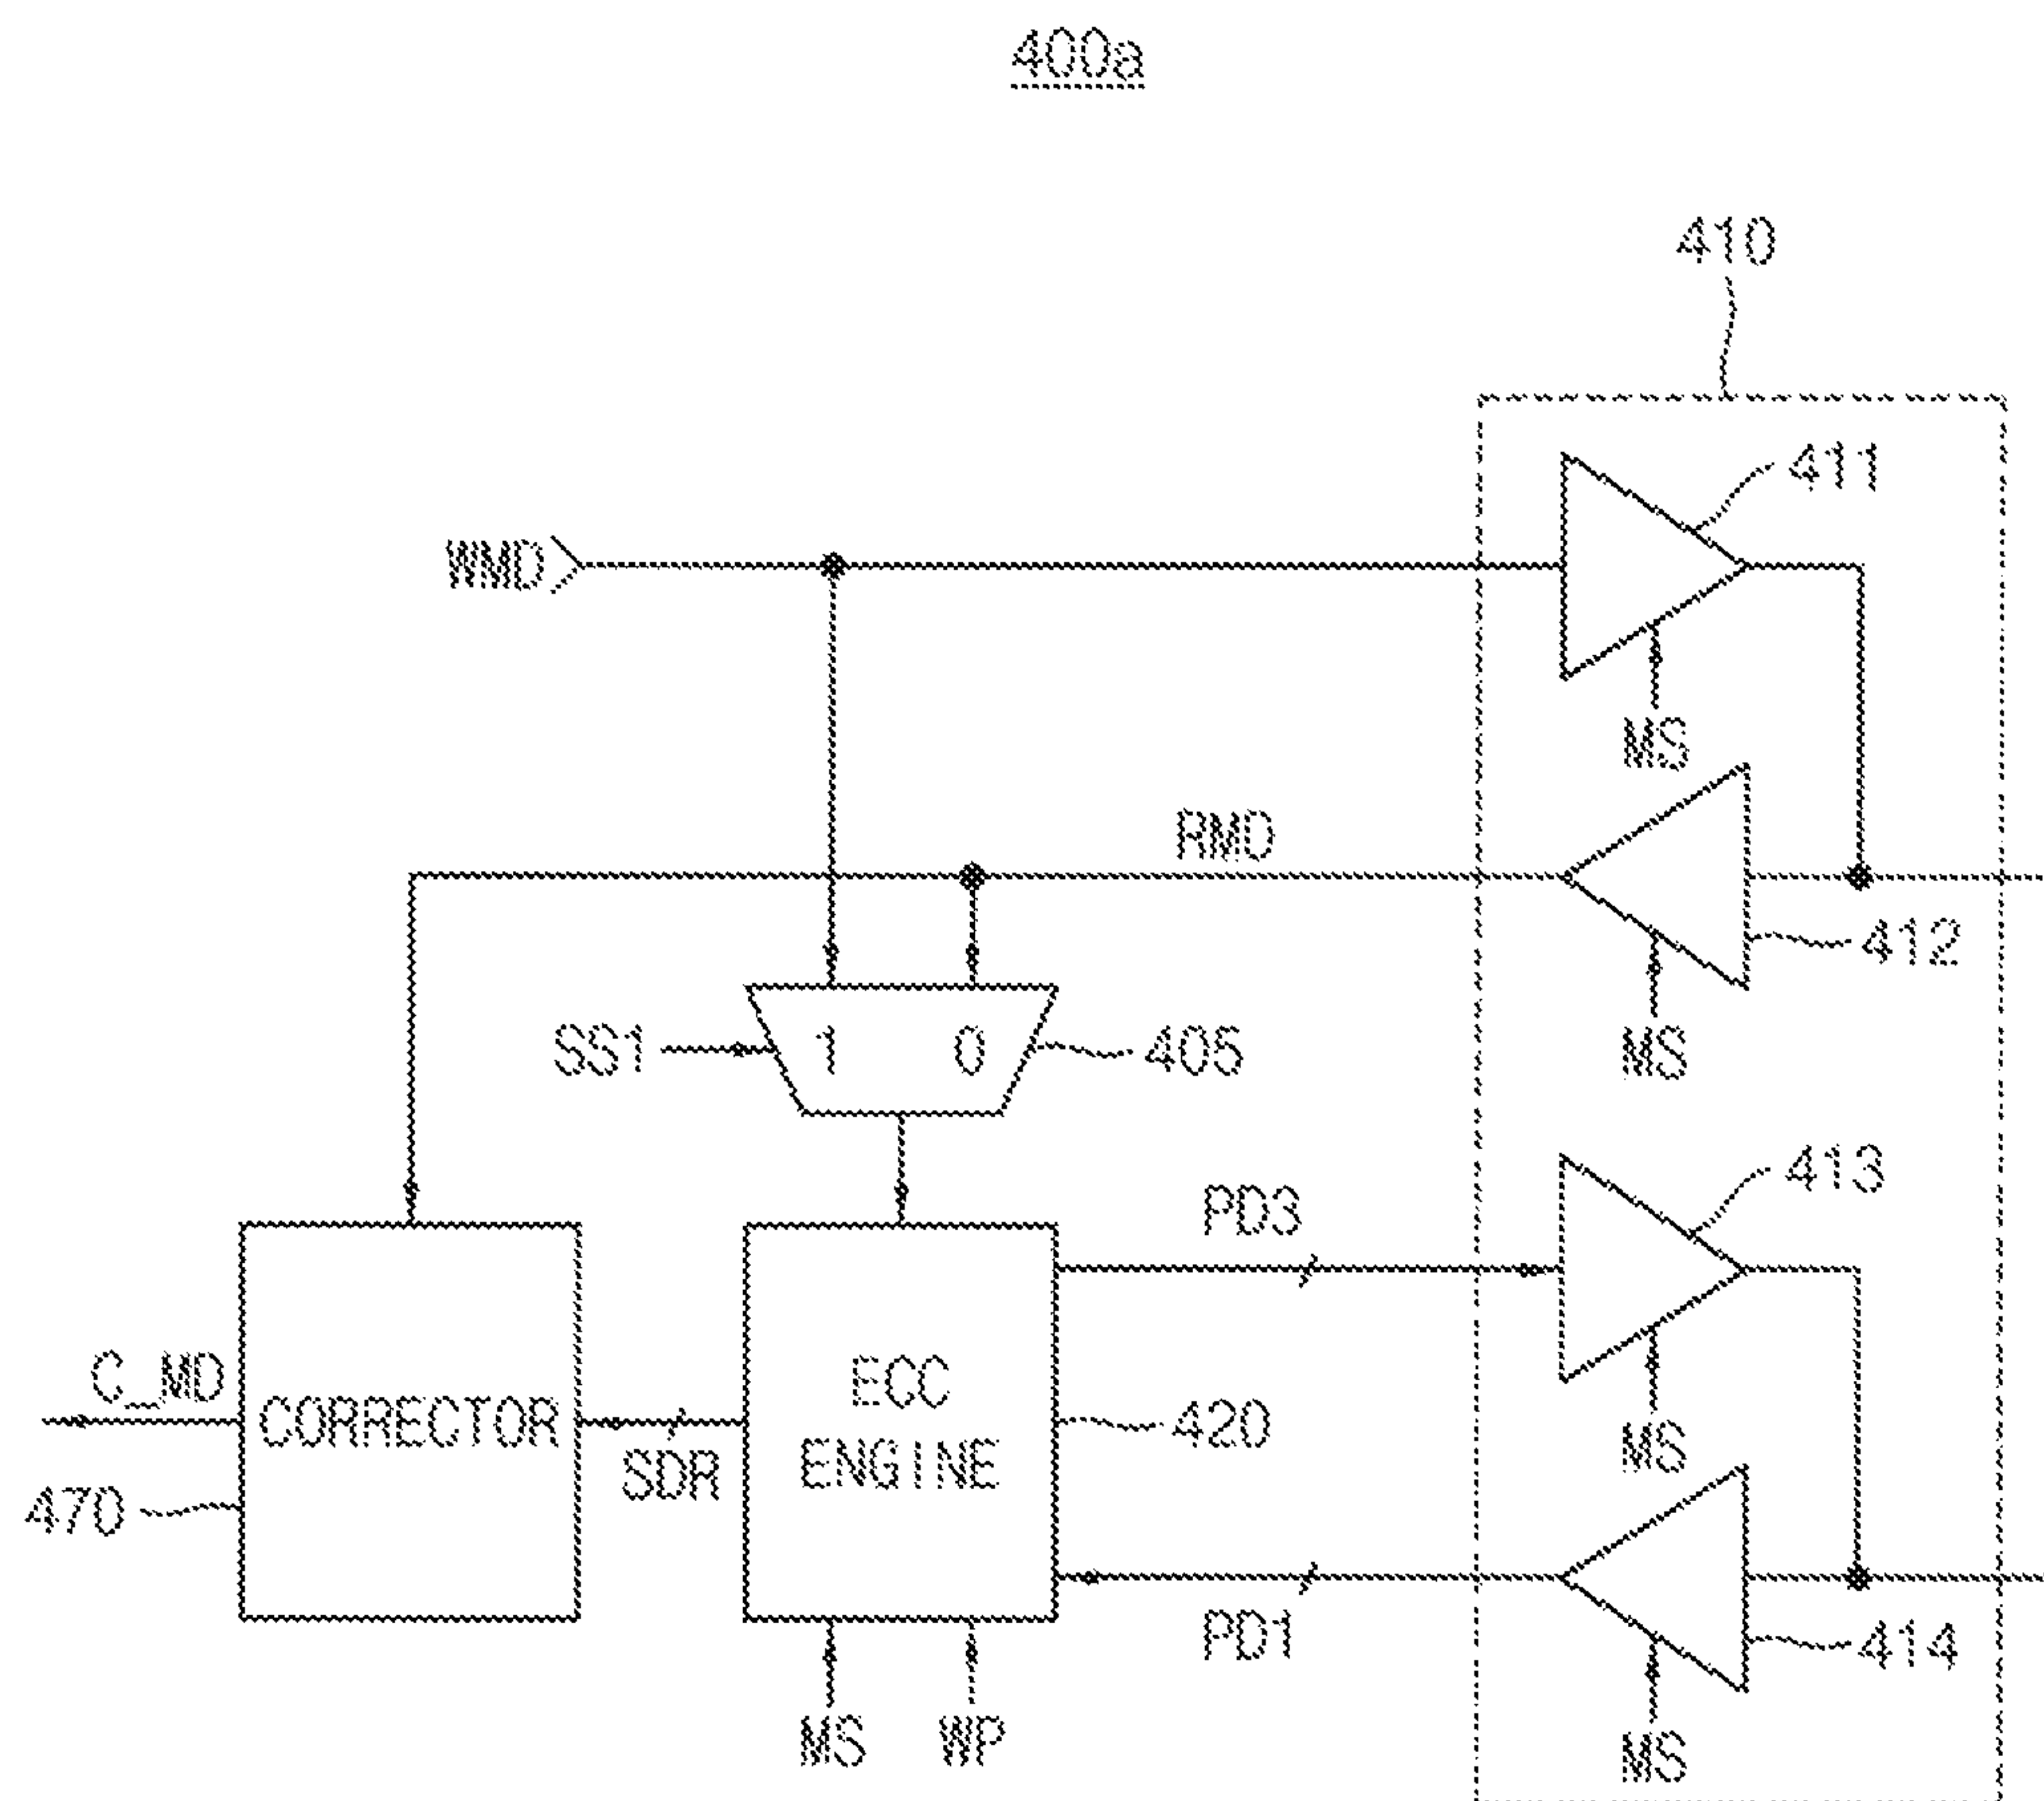 400a
410
411
WMD
MS
RMD
412
SS1
1 0
405
MS
413
PD3
C_MD
CORRECTOR
SDR
ECC
ENGINE
420
MS
470
PD1
414
MS WP
MS